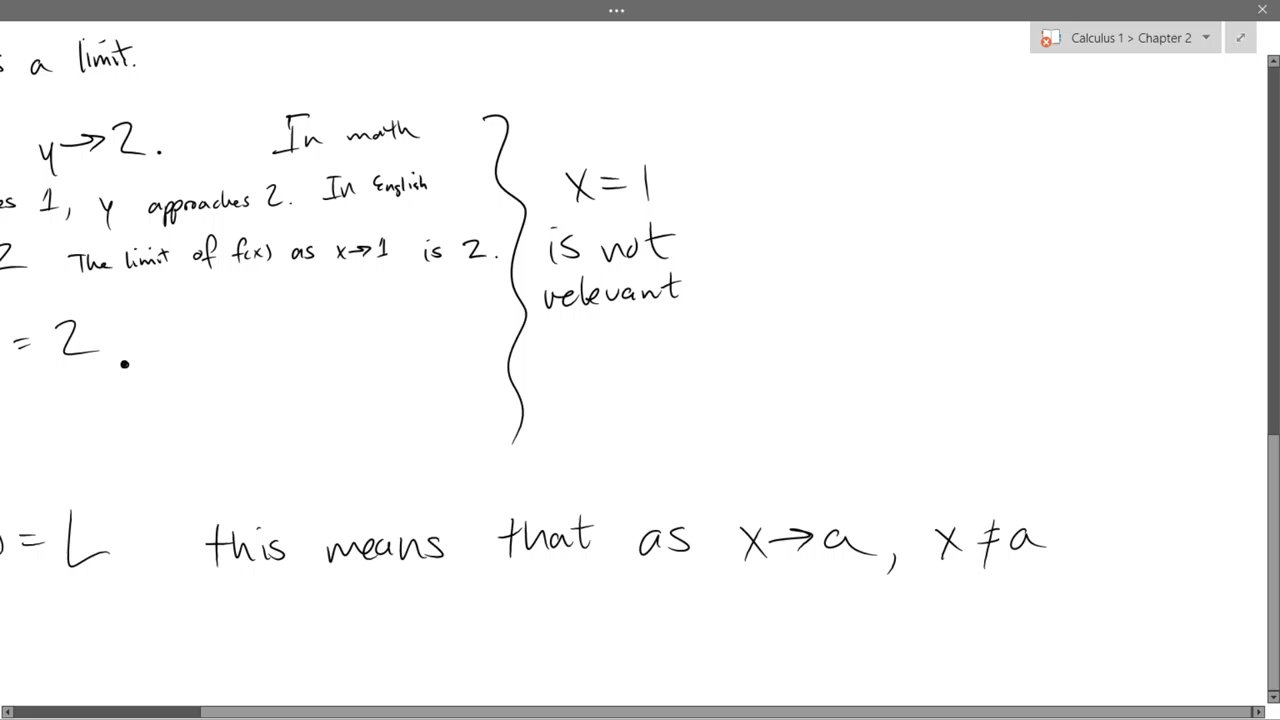 Calculus 1 > Chapter 2
s a limit.
y → 2. In math
es 1, y approaches 2. In English
2 The limit of f(x) as x→1 is 2.
= 2
x = 1
is not
relevant
) = L this means that as x → a, x ≠ a